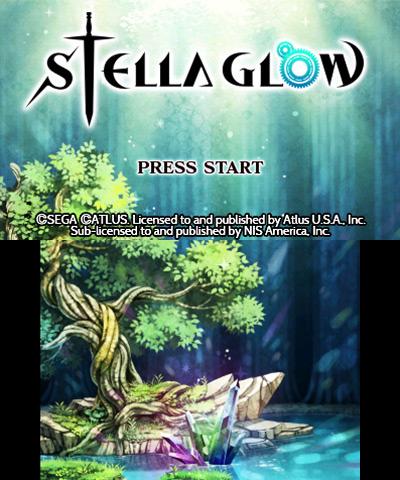 STELLA GLOW
PRESS START
©SEGA ©ATLUS. Licensed to and published by Atlus U.S.A., Inc.
Sub-licensed to and published by NIS America, Inc.